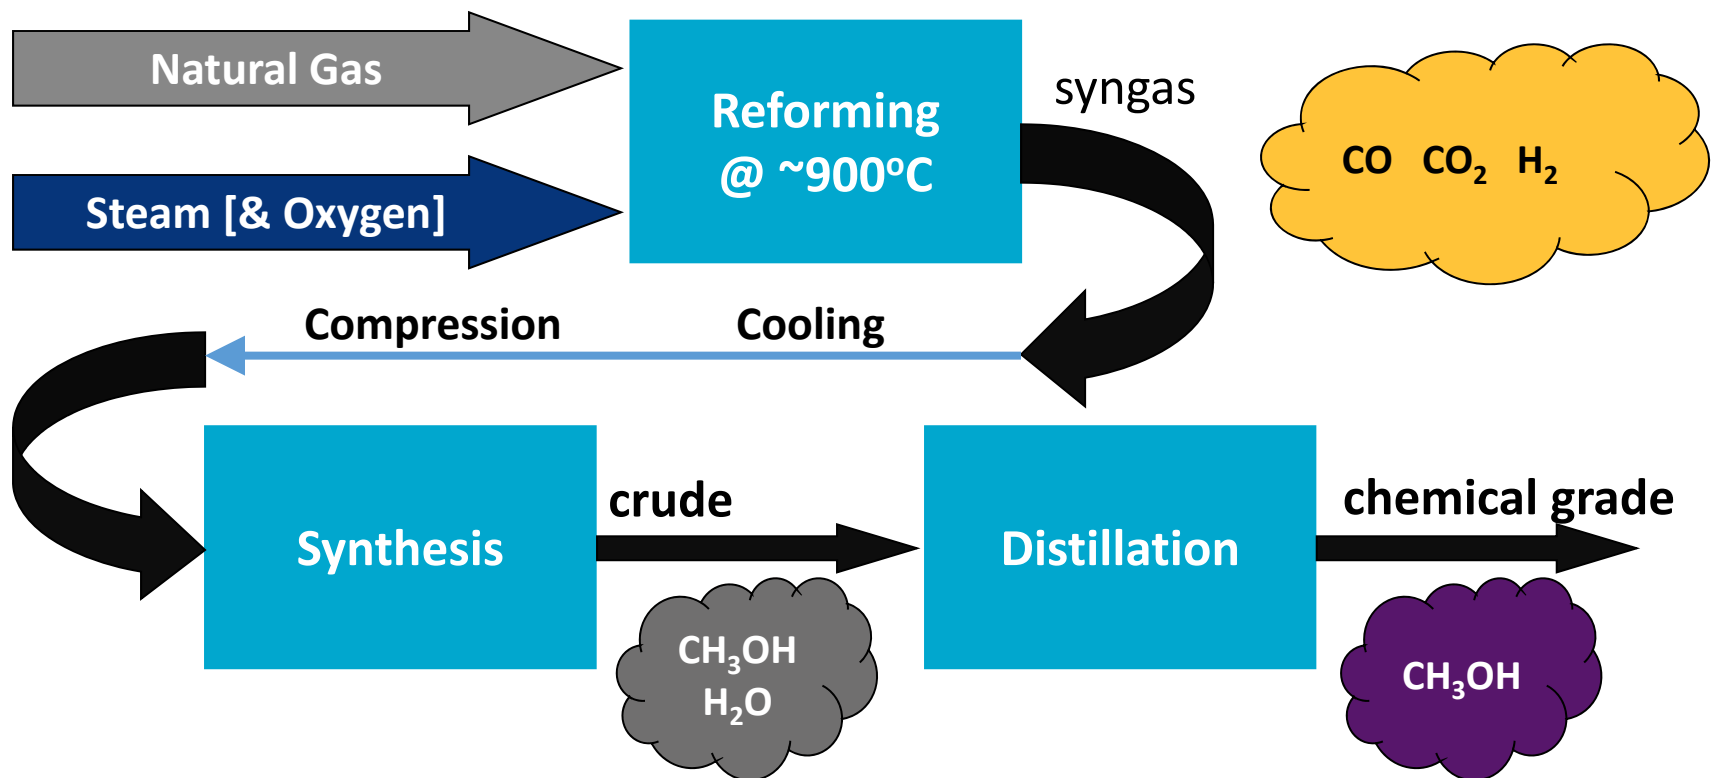 Natural Gas
Steam [& Oxygen]
Reforming
@ ~900°C
syngas
CO CO₂ H₂
Compression
Cooling
Synthesis
crude
CH₃OH
H₂O
Distillation
chemical grade
CH₃OH